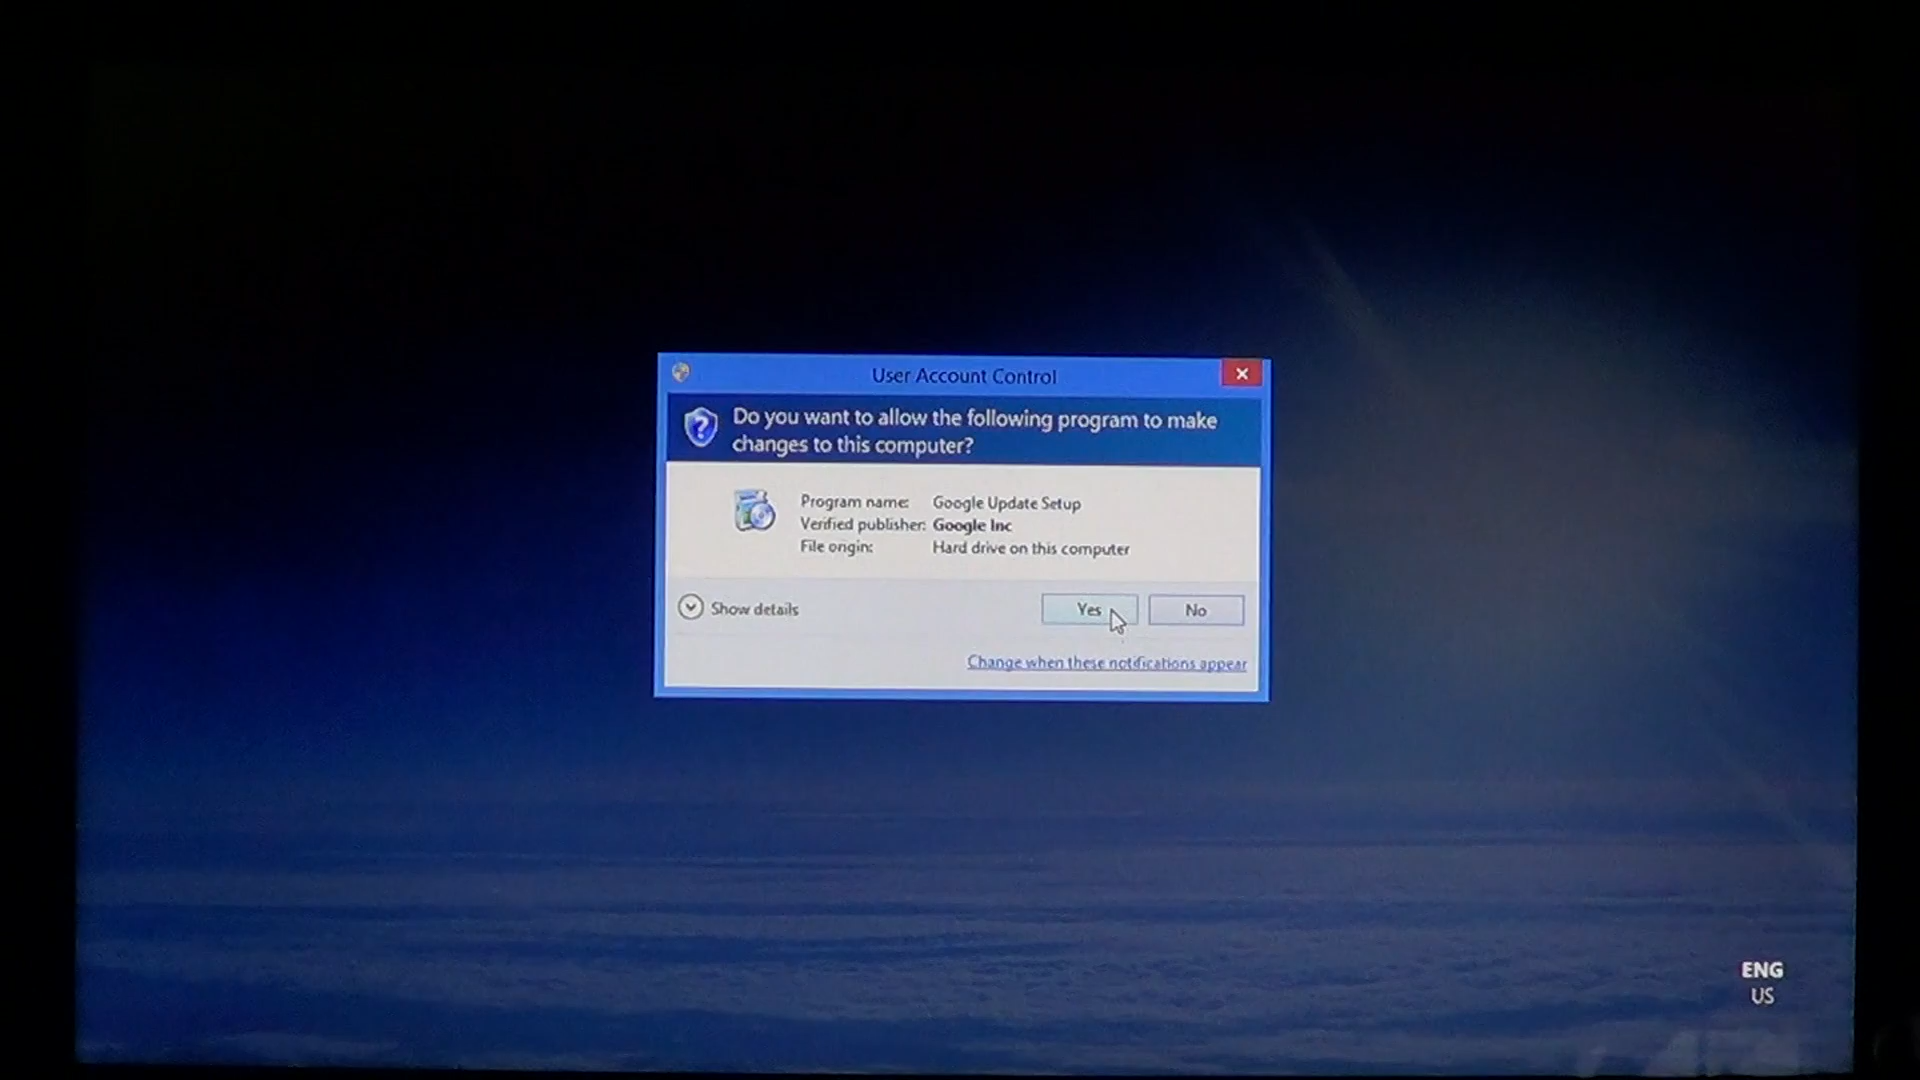 User Account Control
Do you want to allow the following program to make
changes to this computer?
Program name: Google Update Setup
Verified publisher: Google Inc
File origin: Hard drive on this computer
Show details
Yes
No
Change when these notifications appear
ENG
US